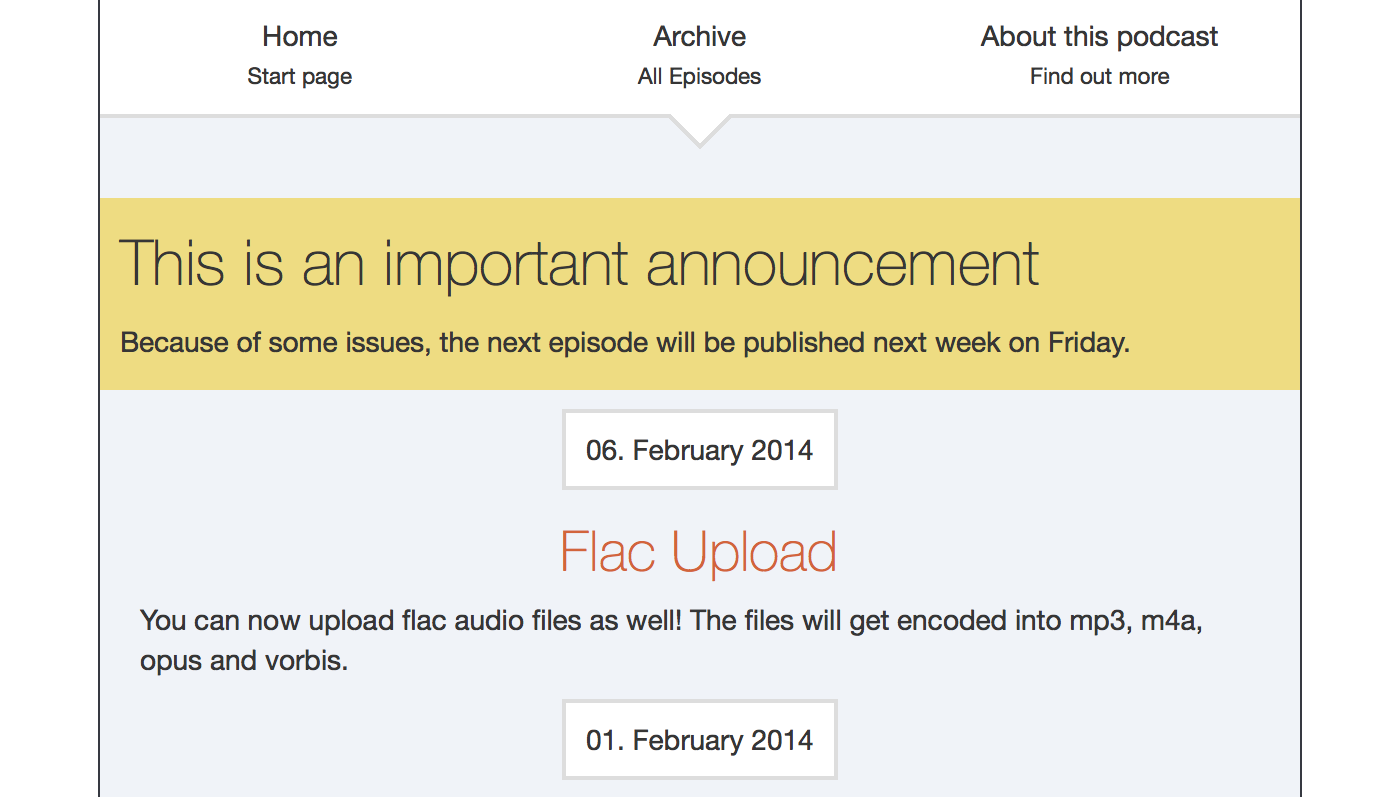 Home
Archive
About this podcast
Start page
All Episodes
Find out more
This is an important announcement
Because of some issues, the next episode will be published next week on Friday.
06. February 2014
Flac Upload
You can now upload flac audio files as well! The files will get encoded into mp3, m4a,
opus and vorbis.
01. February 2014